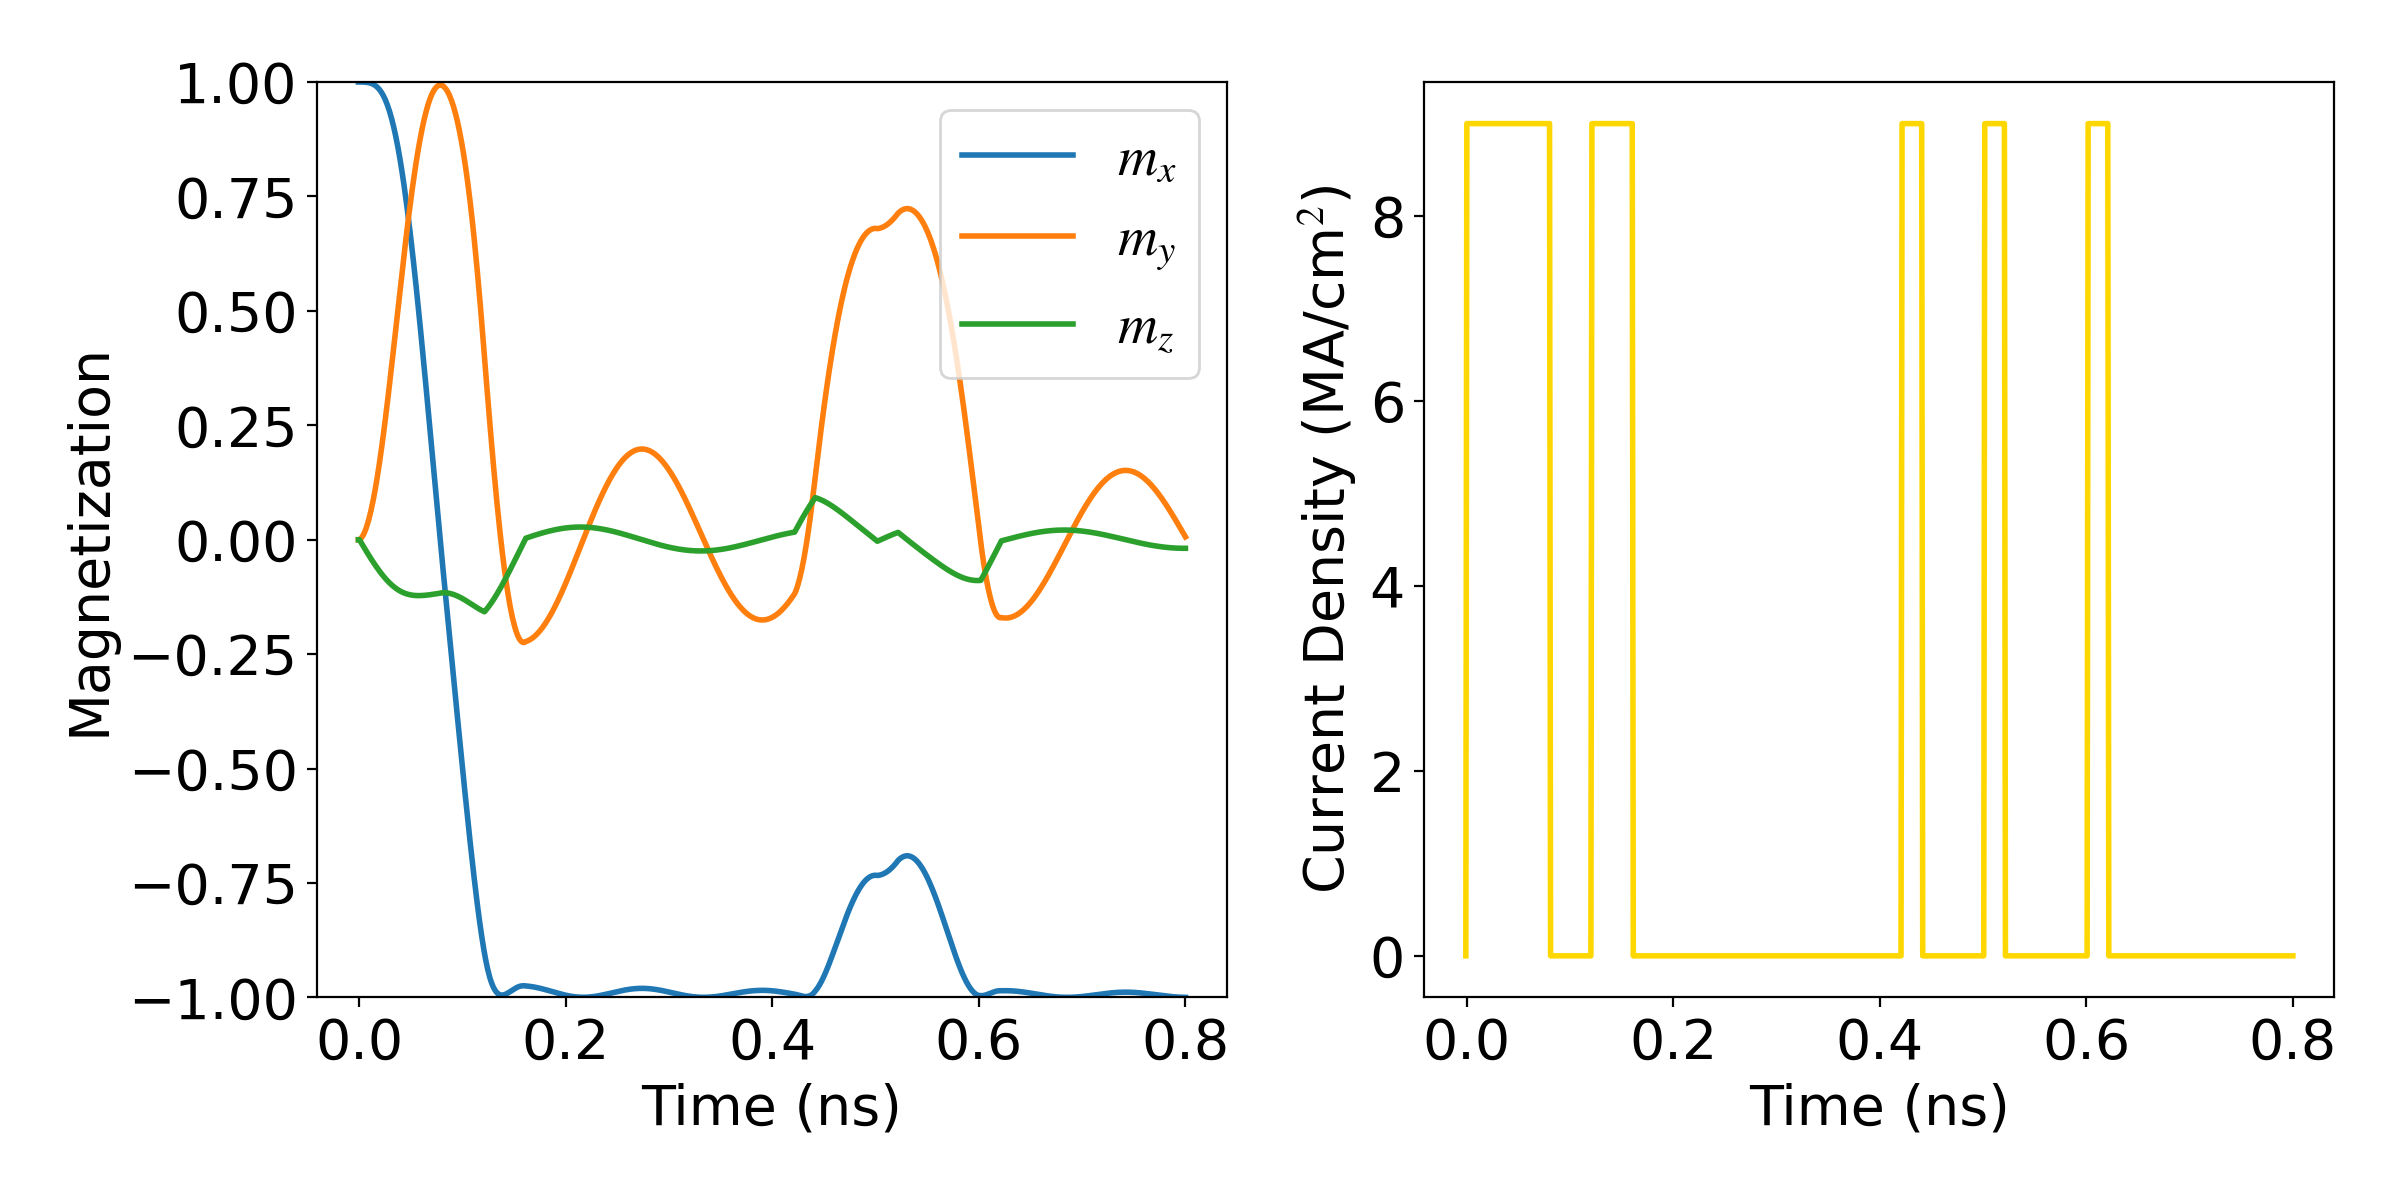 1.00
0.75
0.50
0.25
0.00
−0.25
−0.50
−0.75
−1.00
Magnetization
0.0 0.2 0.4 0.6 0.8
Time (ns)
mₓ
m_y
m_z
8
6
4
2
0
Current Density (MA/cm²)
0.0 0.2 0.4 0.6 0.8
Time (ns)